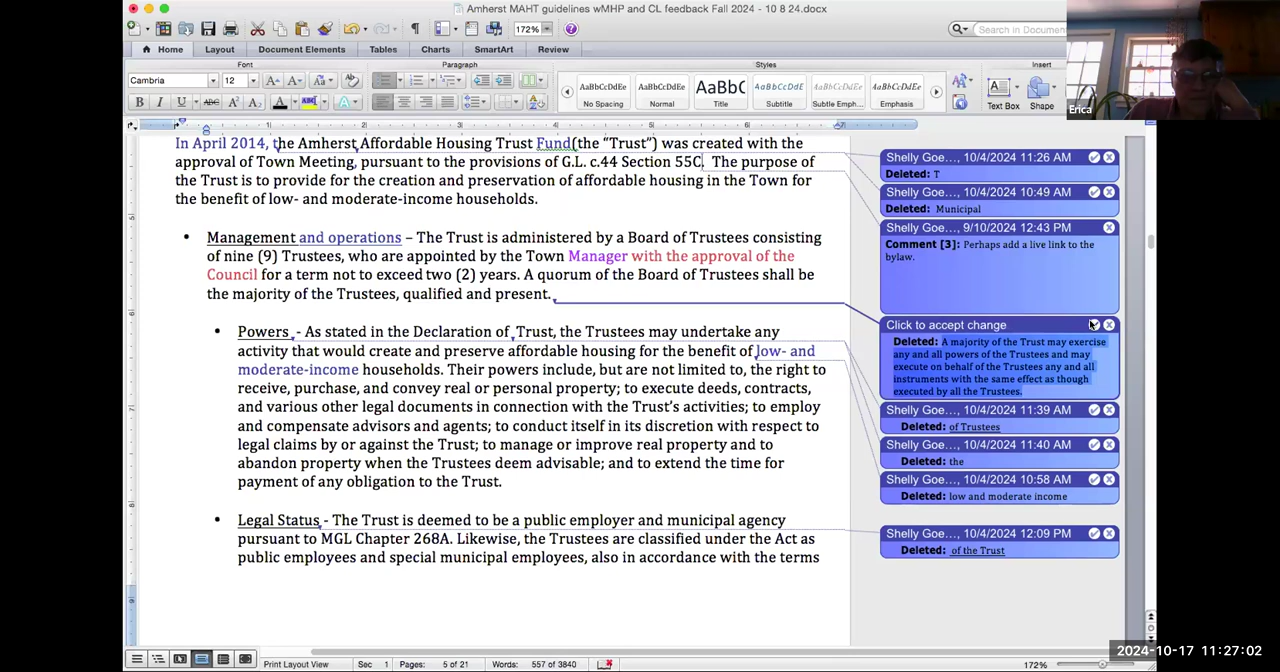 Amherst MAHT guidelines wMHP and CL feedback Fall 2024 - 10 8 24.docx
172%
Search in Documen
Home Layout Document Elements Tables Charts SmartArt Review
Font Paragraph Styles Insert
Cambria 12
AaBbCcDdEe AaBbCcDdEe AaBbC AaBbCcDdE AaBbCcDdEe AaBbCcDdEe
No Spacing Normal Title Subtitle Subtle Emph... Emphasis Text Box Shape
Erica
In April 2014, the Amherst Affordable Housing Trust Fund(the “Trust”) was created with the
approval of Town Meeting, pursuant to the provisions of G.L. c.44 Section 55C. The purpose of
the Trust is to provide for the creation and preservation of affordable housing in the Town for
the benefit of low- and moderate-income households.
• Management and operations – The Trust is administered by a Board of Trustees consisting
of nine (9) Trustees, who are appointed by the Town Manager with the approval of the
Council for a term not to exceed two (2) years. A quorum of the Board of Trustees shall be
the majority of the Trustees, qualified and present.
• Powers - As stated in the Declaration of Trust, the Trustees may undertake any
activity that would create and preserve affordable housing for the benefit of low- and
moderate-income households. Their powers include, but are not limited to, the right to
receive, purchase, and convey real or personal property; to execute deeds, contracts,
and various other legal documents in connection with the Trust’s activities; to employ
and compensate advisors and agents; to conduct itself in its discretion with respect to
legal claims by or against the Trust; to manage or improve real property and to
abandon property when the Trustees deem advisable; and to extend the time for
payment of any obligation to the Trust.
• Legal Status - The Trust is deemed to be a public employer and municipal agency
pursuant to MGL Chapter 268A. Likewise, the Trustees are classified under the Act as
public employees and special municipal employees, also in accordance with the terms
Shelly Goe..., 10/4/2024 11:26 AM
Deleted: T
Shelly Goe..., 10/4/2024 10:49 AM
Deleted: Municipal
Shelly Goe..., 9/10/2024 12:43 PM
Comment [3]: Perhaps add a live link to the
bylaw.
Click to accept change
Deleted: A majority of the Trust may exercise
any and all powers of the Trustees and may
execute on behalf of the Trustees any and all
instruments with the same effect as though
executed by all the Trustees.
Shelly Goe..., 10/4/2024 11:39 AM
Deleted: of Trustees
Shelly Goe..., 10/4/2024 11:40 AM
Deleted: the
Shelly Goe..., 10/4/2024 10:58 AM
Deleted: low and moderate income
Shelly Goe..., 10/4/2024 12:09 PM
Deleted: of the Trust
2024-10-17 11:27:02
Print Layout View Sec 1 Pages: 5 of 21 Words: 557 of 3840 172%